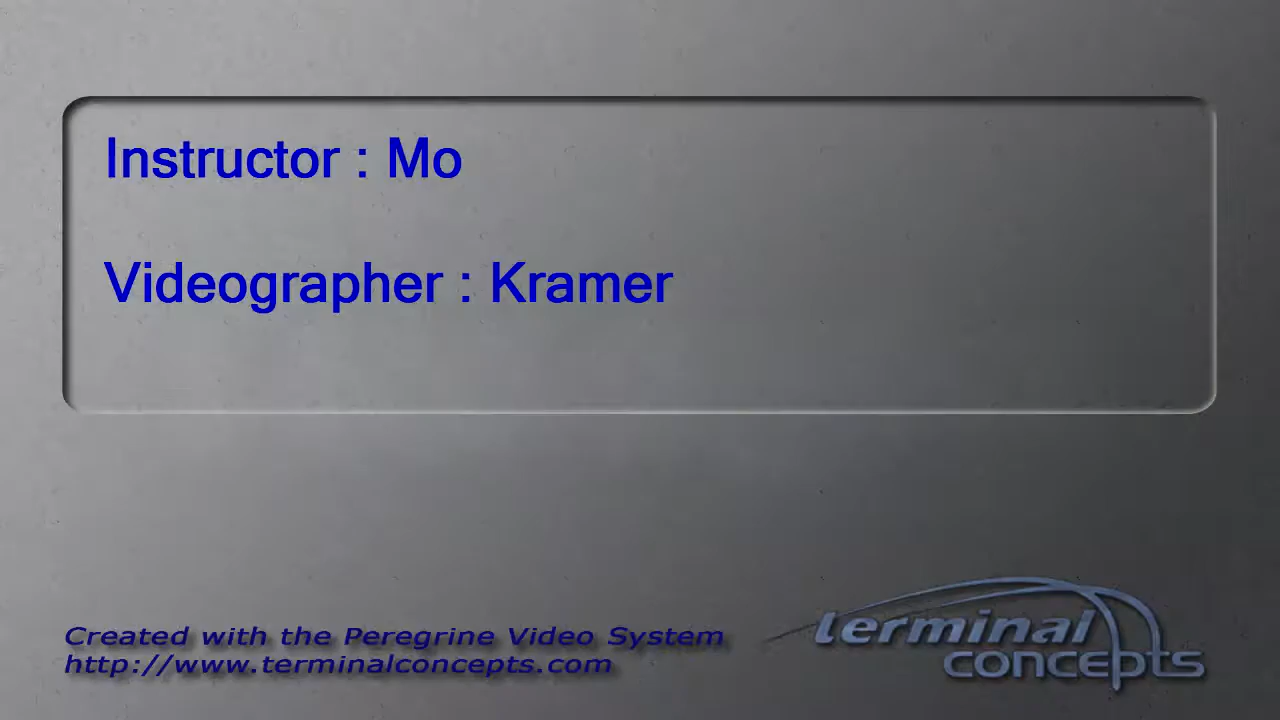 Instructor : Mo
Videographer : Kramer
Created with the Peregrine Video System
http://www.terminalconcepts.com
terminal
concepts